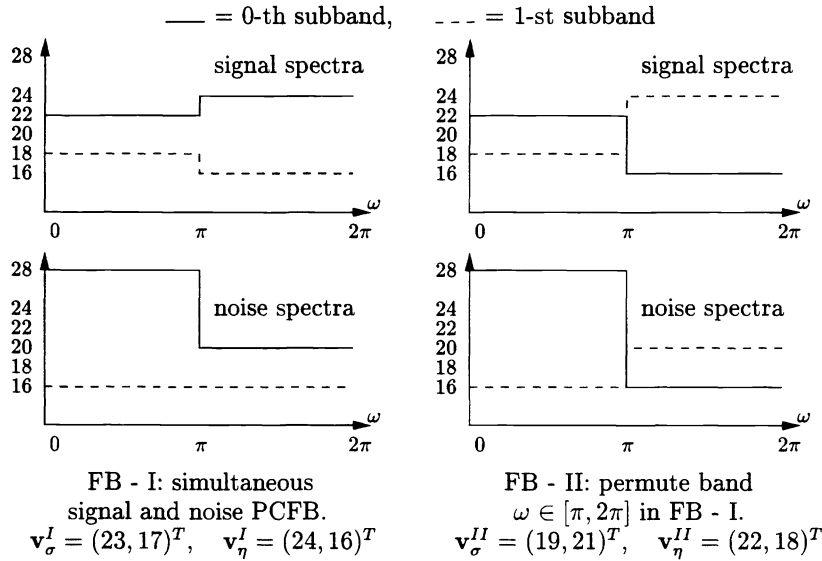 ___ = 0-th subband, _ _ _ = 1-st subband
signal spectra
28
24
22
20
18
16
ω
0 π 2π
signal spectra
28
24
22
20
18
16
ω
0 π 2π
noise spectra
28
24
22
20
18
16
ω
0 π 2π
noise spectra
28
24
22
20
18
16
ω
0 π 2π
FB - I: simultaneous
signal and noise PCFB.
v_σ^I = (23, 17)^T, v_η^I = (24, 16)^T
FB - II: permute band
ω ∈ [π, 2π] in FB - I.
v_σ^II = (19, 21)^T, v_η^II = (22, 18)^T